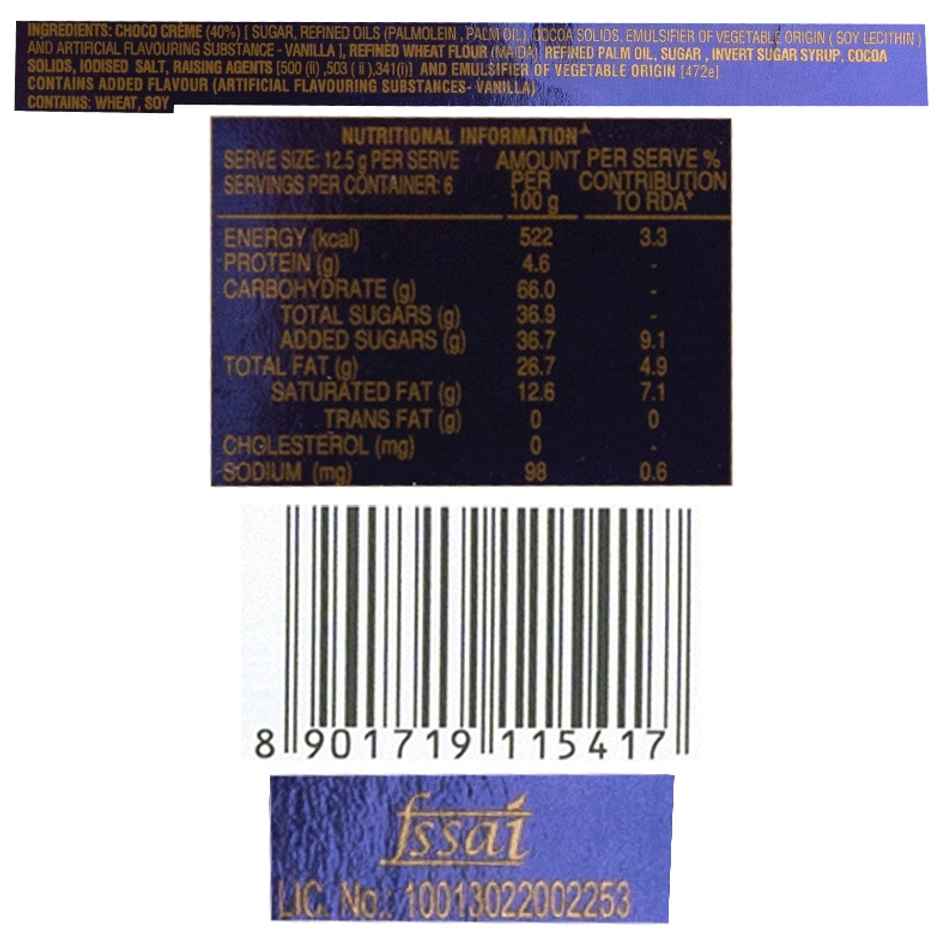 INGREDIENTS: CHOCO CRÈME (40%) [ SUGAR, REFINED OILS (PALMOLEIN , PALM OIL), COCOA SOLIDS, EMULSIFIER OF VEGETABLE ORIGIN ( SOY LECITHIN )
AND ARTIFICIAL FLAVOURING SUBSTANCE - VANILLA ], REFINED WHEAT FLOUR (MAIDA), REFINED PALM OIL, SUGAR , INVERT SUGAR SYRUP, COCOA
SOLIDS, IODISED SALT, RAISING AGENTS [500 (ii) ,503 ( ii ),341(i)] AND EMULSIFIER OF VEGETABLE ORIGIN [472e]
CONTAINS ADDED FLAVOUR (ARTIFICIAL FLAVOURING SUBSTANCES- VANILLA)
CONTAINS: WHEAT, SOY
NUTRITIONAL INFORMATION
SERVE SIZE: 12.5 g PER SERVE
SERVINGS PER CONTAINER: 6
AMOUNT PER 100 g
PER SERVE % CONTRIBUTION TO RDA*
ENERGY (kcal) 522 3.3
PROTEIN (g) 4.6 -
CARBOHYDRATE (g) 66.0 -
TOTAL SUGARS (g) 36.9 -
ADDED SUGARS (g) 36.7 9.1
TOTAL FAT (g) 26.7 4.9
SATURATED FAT (g) 12.6 7.1
TRANS FAT (g) 0 0
CHOLESTEROL (mg) 0 -
SODIUM (mg) 98 0.6
8 901719 115417
fssai
LIC. No.: 10013022002253